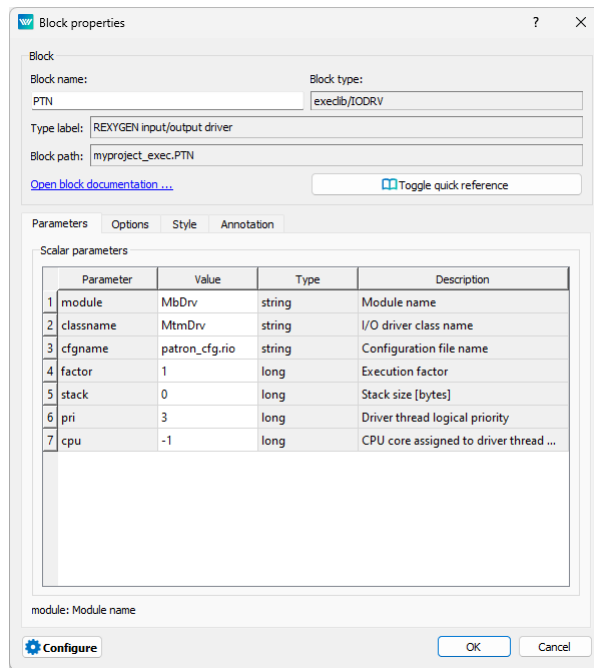 Block properties ? ×
Block
Block name: Block type:
PTN execlib/IODRV
Type label: REXYGEN input/output driver
Block path: myproject_exec.PTN
Open block documentation ... Toggle quick reference
Parameters Options Style Annotation
Scalar parameters
Parameter Value Type Description
1 module MbDrv string Module name
2 classname MtmDrv string I/O driver class name
3 cfgname patron_cfg.rio string Configuration file name
4 factor 1 long Execution factor
5 stack 0 long Stack size [bytes]
6 pri 3 long Driver thread logical priority
7 cpu -1 long CPU core assigned to driver thread ...
module: Module name
Configure OK Cancel